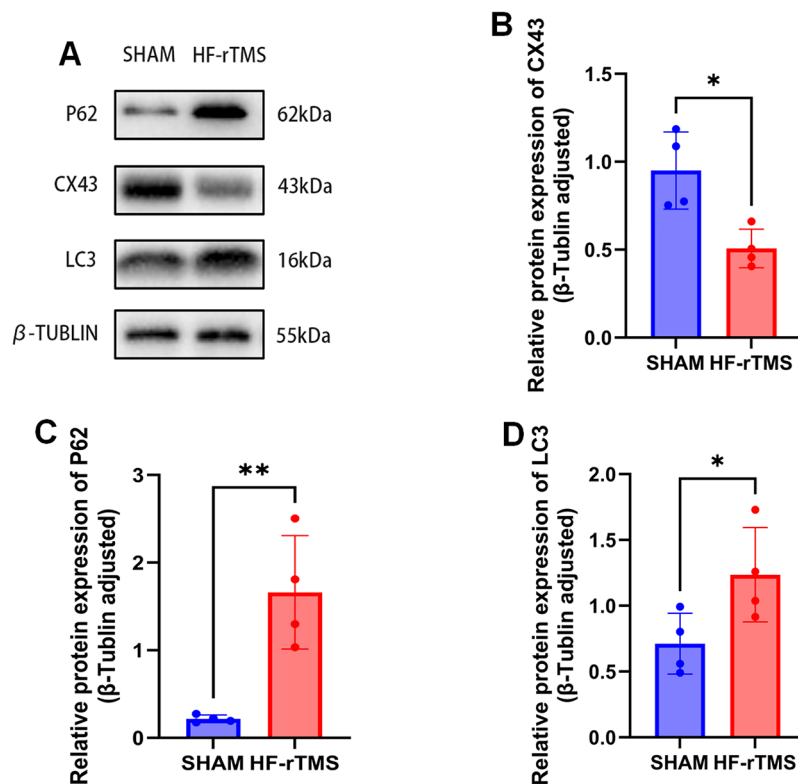 A
SHAM HF-rTMS
P62 62kDa
CX43 43kDa
LC3 16kDa
β-TUBLIN 55kDa
B
Relative protein expression of CX43
(β-Tublin adjusted)
1.5
1.0
0.5
0.0
*
SHAM HF-rTMS
C
Relative protein expression of P62
(β-Tublin adjusted)
3
2
1
0
**
SHAM HF-rTMS
D
Relative protein expression of LC3
(β-Tublin adjusted)
2.0
1.5
1.0
0.5
0.0
*
SHAM HF-rTMS